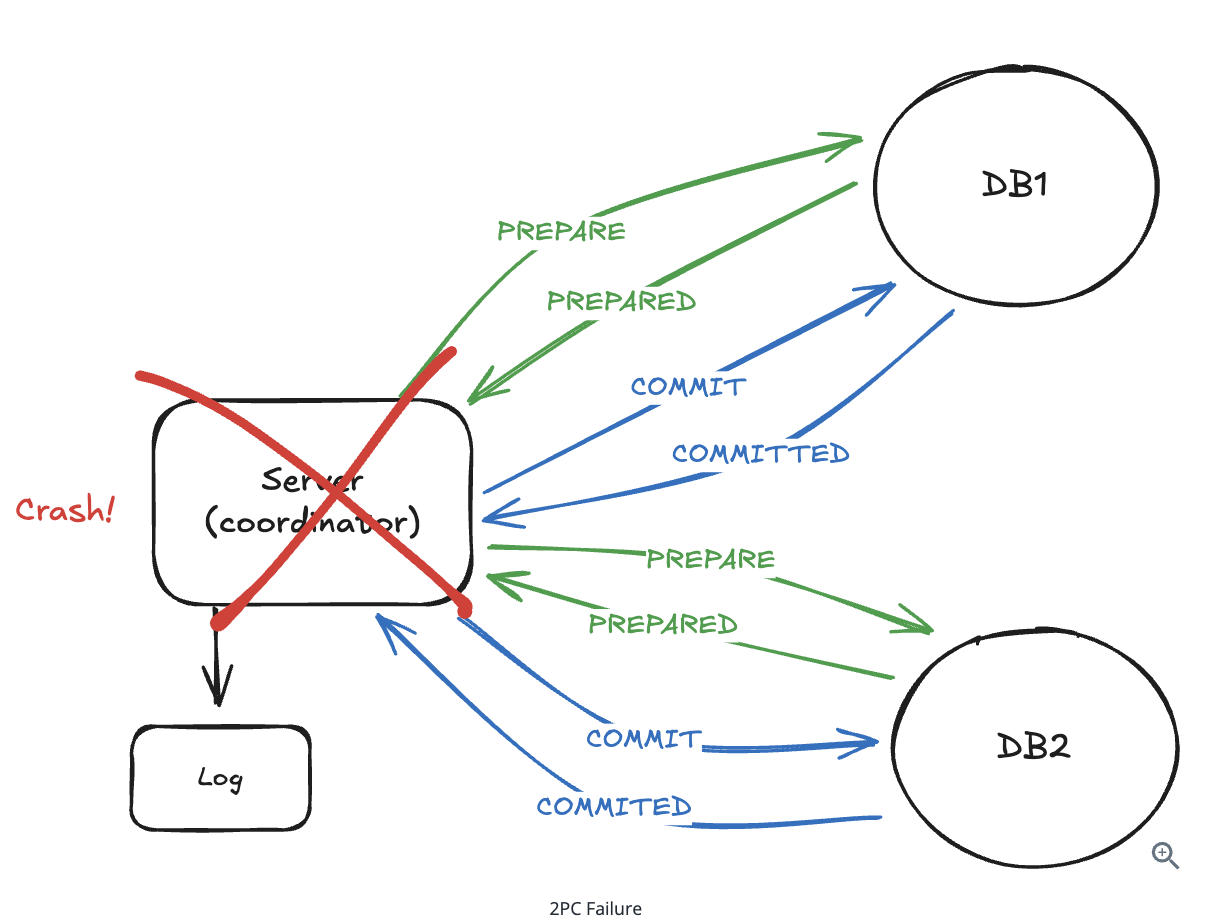 DB1
PREPARE
PREPARED
COMMIT
COMMITTED
Server
(coordinator)
Crash!
PREPARE
PREPARED
COMMIT
DB2
Log
COMMITED
2PC Failure